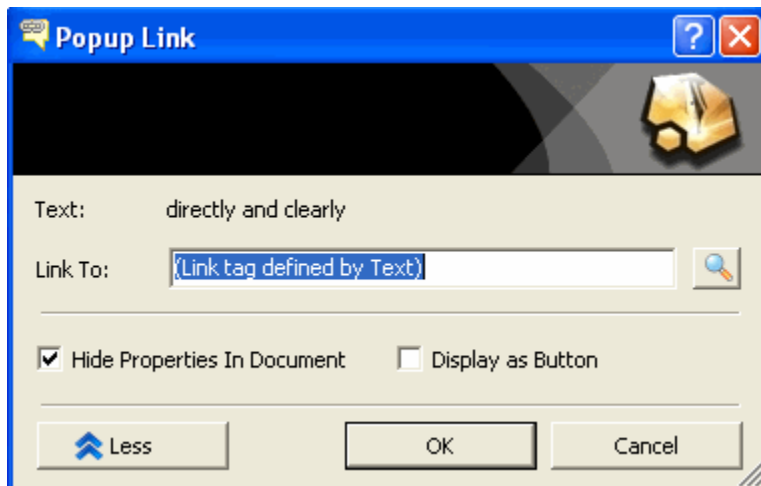 Popup Link
Text: directly and clearly
Link To: (Link tag defined by Text)
Hide Properties In Document Display as Button
Less OK Cancel